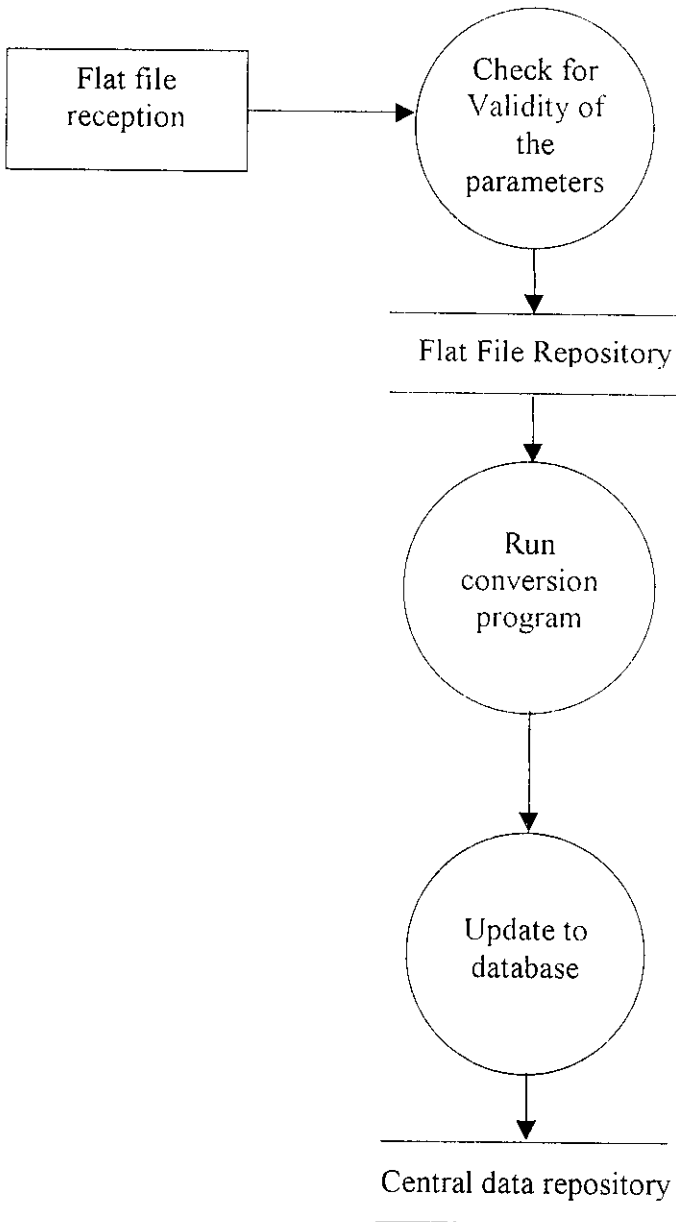 Flat file
reception
Check for
Validity of
the
parameters
Flat File Repository
Run
conversion
program
Update to
database
Central data repository